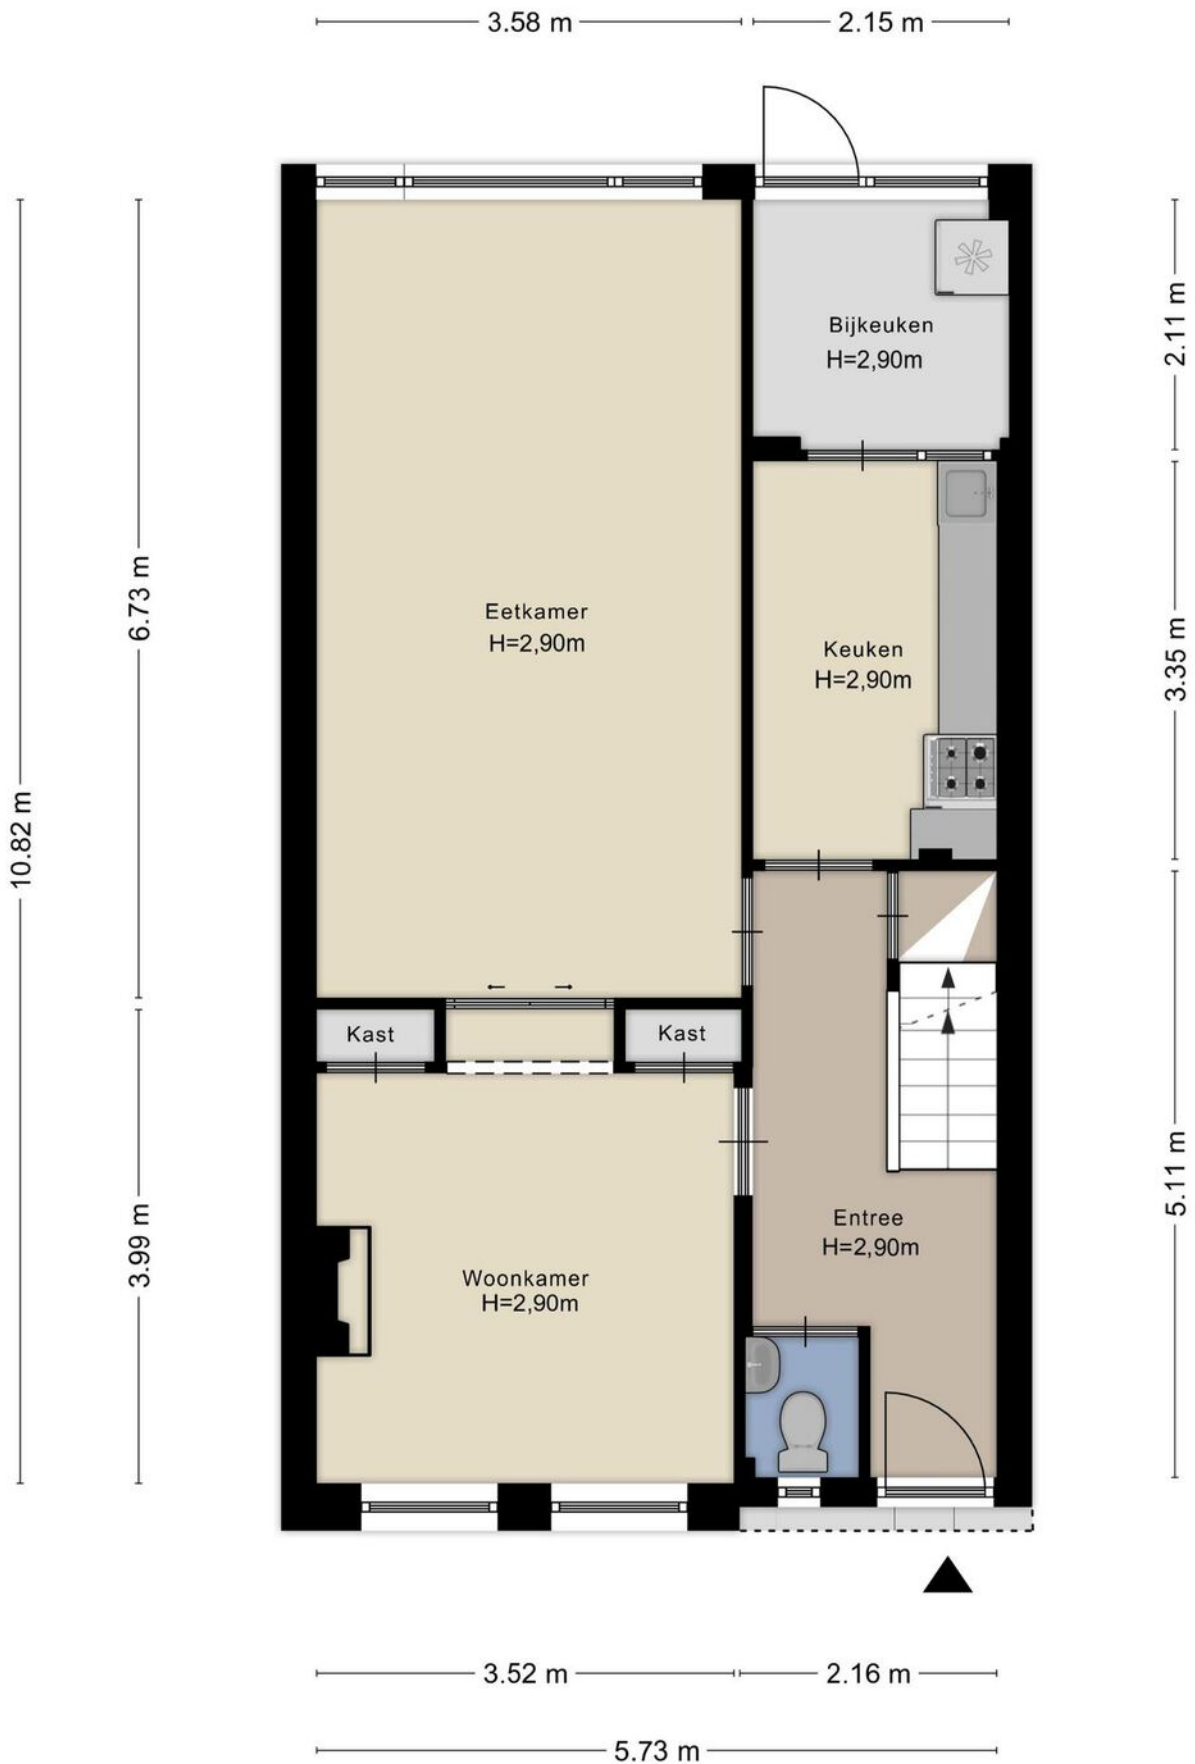 3.58 m
2.15 m
Bijkeuken
H=2,90m
2.11 m
6.73 m
Eetkamer
H=2,90m
Keuken
H=2,90m
3.35 m
10.82 m
Kast
Kast
5.11 m
3.99 m
Entree
H=2,90m
Woonkamer
H=2,90m
3.52 m
2.16 m
5.73 m